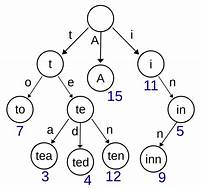 t A i
t A i
15 11
o e n
to te in
7 5
a d n n
tea ted ten inn
3 4 12 9